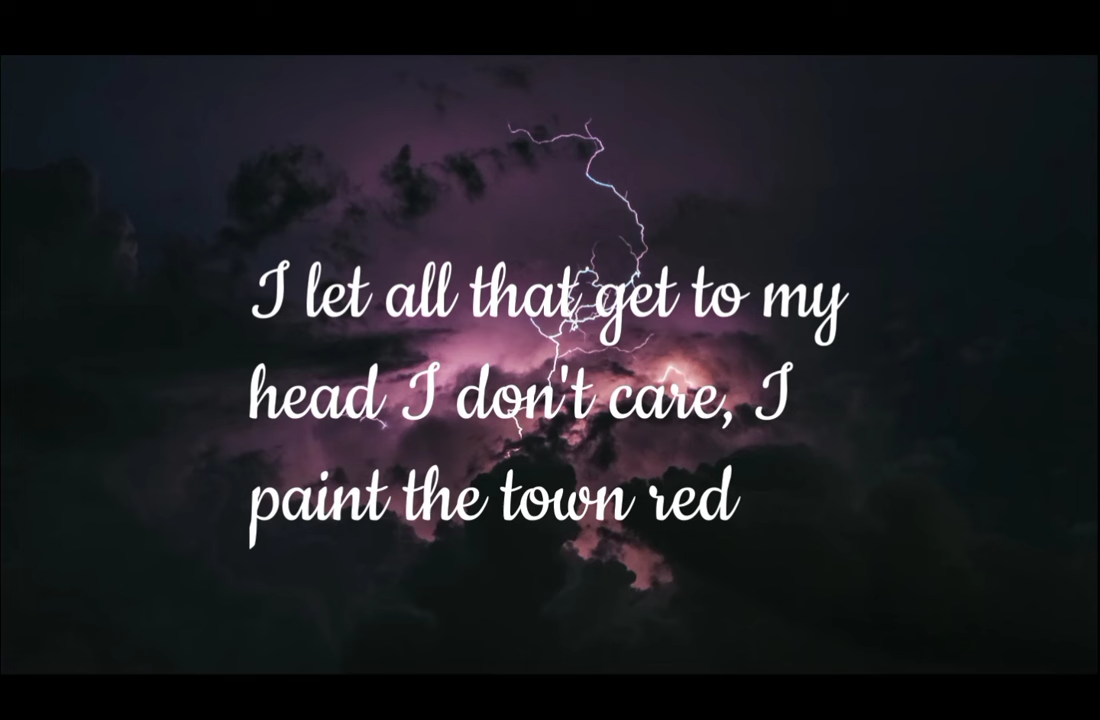 I let all that get to my
head I don't care, I
paint the town red